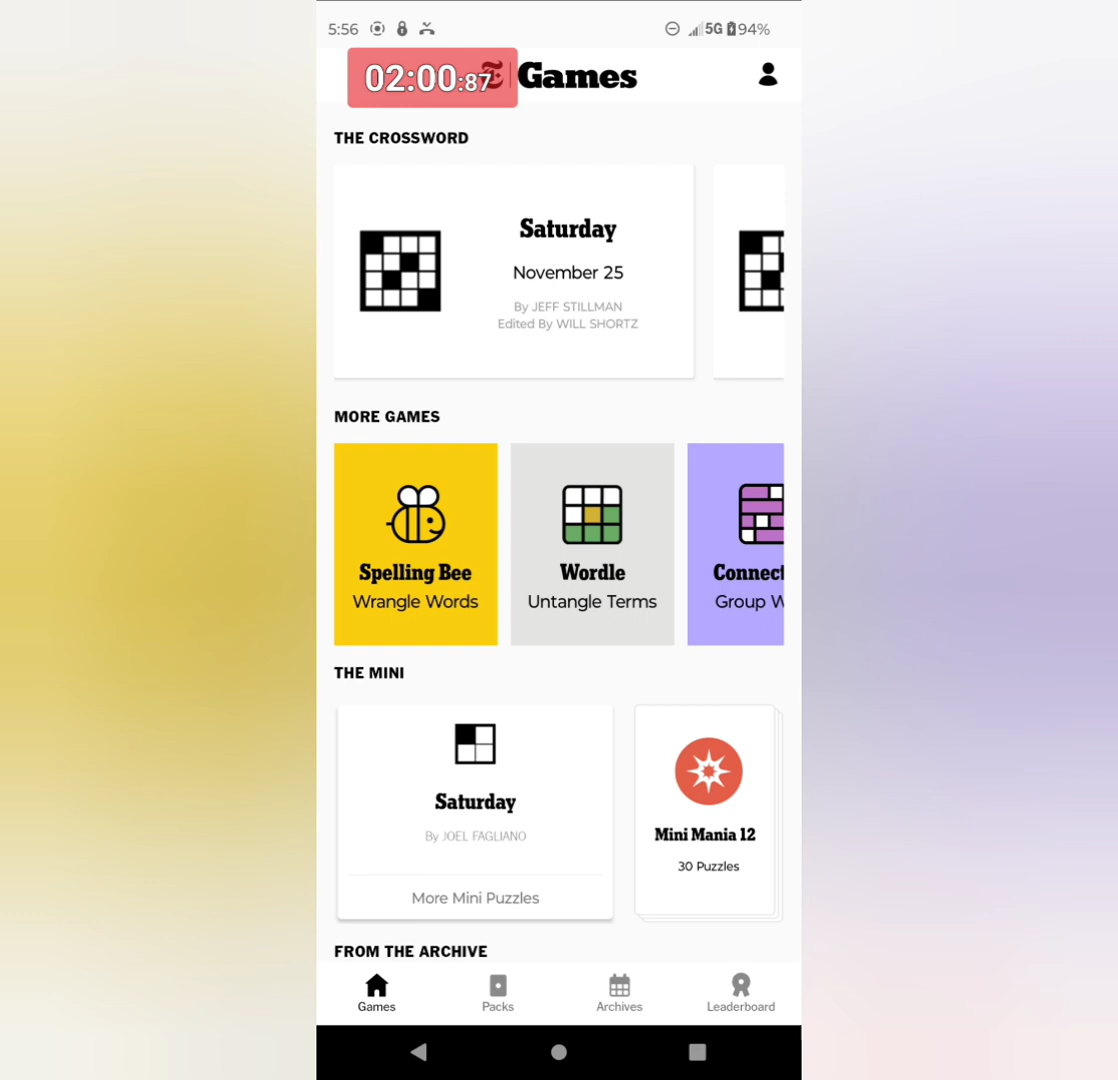 5:56
5G 94%
02:00:87
Games
THE CROSSWORD
Saturday
November 25
By JEFF STILLMAN
Edited By WILL SHORTZ
MORE GAMES
Spelling Bee
Wrangle Words
Wordle
Untangle Terms
Connect
Group W
THE MINI
Saturday
By JOEL FAGLIANO
More Mini Puzzles
Mini Mania 12
30 Puzzles
FROM THE ARCHIVE
Games
Packs
Archives
Leaderboard